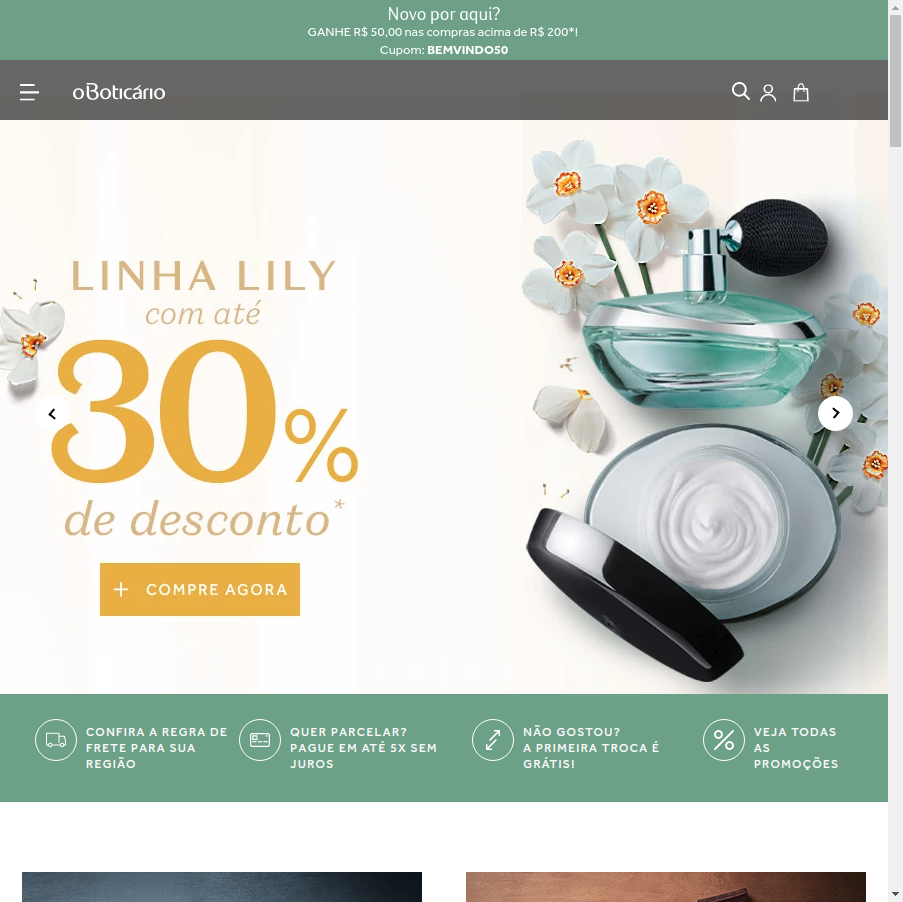 Novo por aqui?
GANHE R$ 50,00 nas compras acima de R$ 200*!
Cupom: BEMVINDO50
oBoticário
LINHA LILY
com até
30%
de desconto*
+ COMPRE AGORA
CONFIRA A REGRA DE
FRETE PARA SUA
REGIÃO
QUER PARCELAR?
PAGUE EM ATÉ 5X SEM
JUROS
NÃO GOSTOU?
A PRIMEIRA TROCA É
GRÁTIS!
VEJA TODAS
AS
PROMOÇÕES